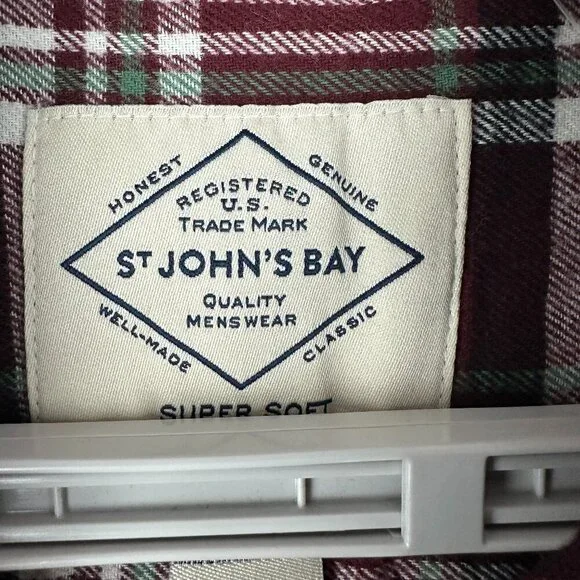 HONEST
GENUINE
REGISTERED
U.S.
TRADE MARK
ST JOHN'S BAY
QUALITY
MENSWEAR
WELL-MADE
CLASSIC
SUPER SOFT